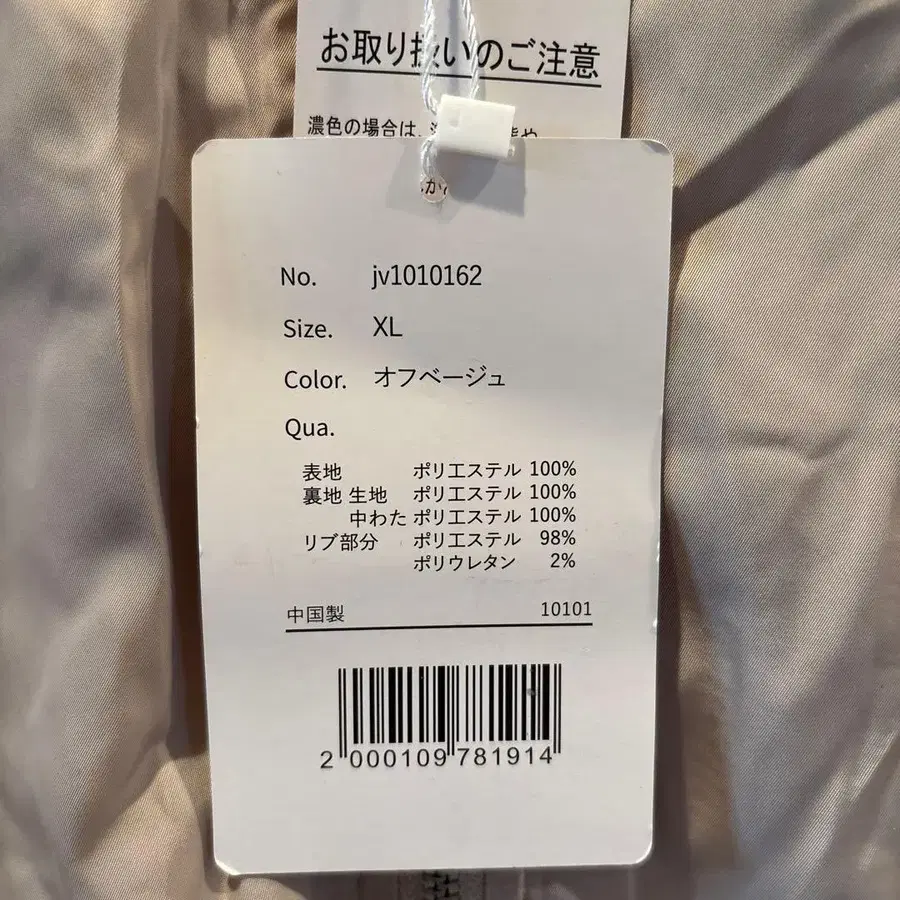 お取り扱いのご注意
濃色の場合は、
No. jv1010162
Size. XL
Color. オフベージュ
Qua.
表地 ポリエステル 100%
裏地 生地 ポリエステル 100%
中わた ポリエステル 100%
リブ部分 ポリエステル 98%
ポリウレタン 2%
中国製 10101
2 000109 781914